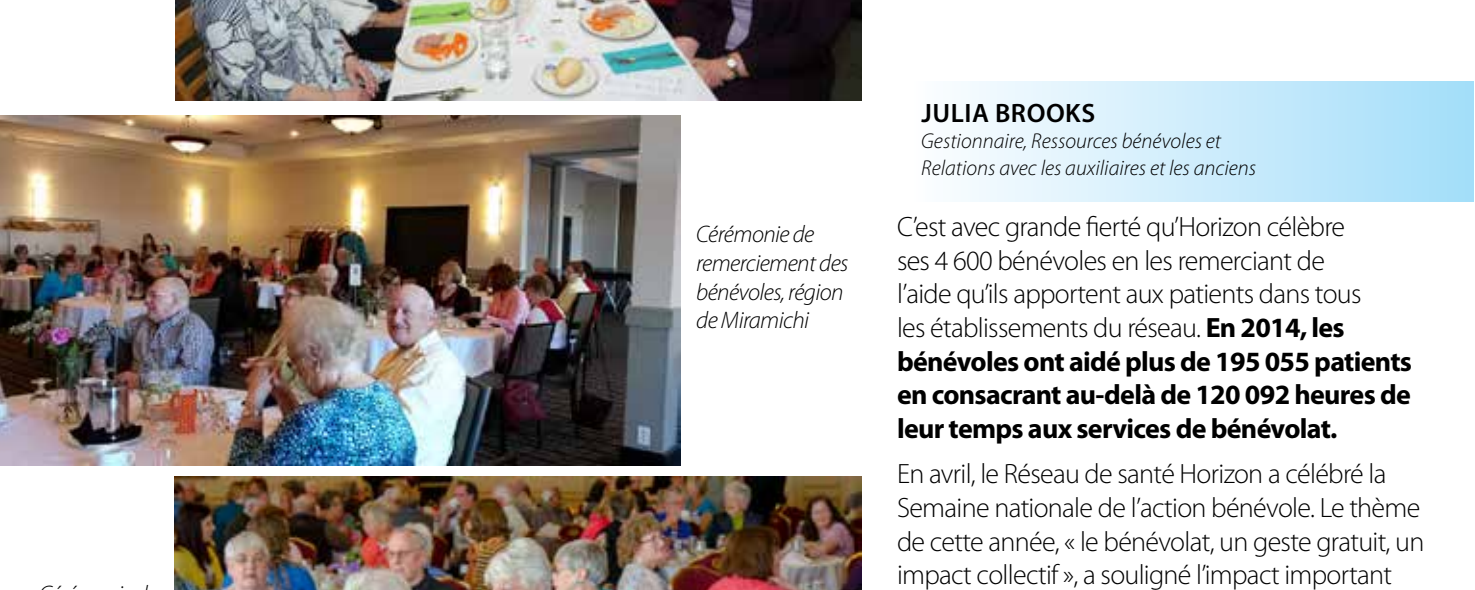 JULIA BROOKS
Gestionnaire, Ressources bénévoles et
Relations avec les auxiliaires et les anciens
Cérémonie de
remerciement des
bénévoles, région
de Miramichi
C'est avec grande fierté qu'Horizon célèbre
ses 4 600 bénévoles en les remerciant de
l'aide qu'ils apportent aux patients dans tous
les établissements du réseau. En 2014, les
bénévoles ont aidé plus de 195 055 patients
en consacrant au-delà de 120 092 heures de
leur temps aux services de bénévolat.
En avril, le Réseau de santé Horizon a célébré la
Semaine nationale de l'action bénévole. Le thème
de cette année, « le bénévolat, un geste gratuit, un
impact collectif », a souligné l'impact important